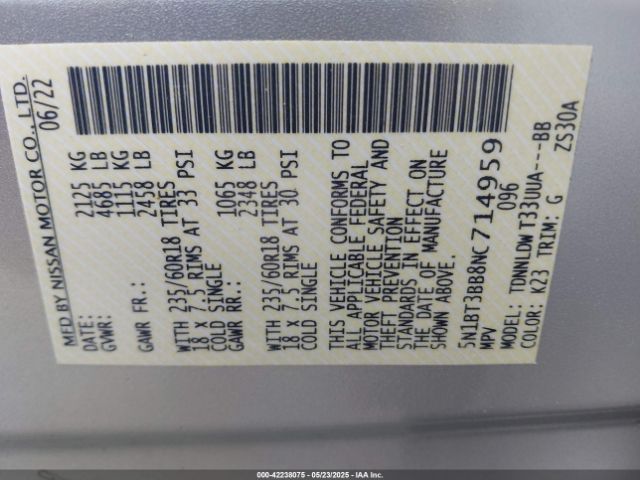 MFD BY NISSAN MOTOR CO., LTD.
DATE: 06/22
GVWR: 2125 KG
4685 LB
GAWR FR.: 1115 KG
2458 LB
WITH 235/60R18 TIRES
18 x 7.5 RIMS AT 33 PSI
COLD SINGLE
GAWR RR.: 1065 KG
2348 LB
WITH 235/60R18 TIRES
18 x 7.5 RIMS AT 30 PSI
COLD SINGLE
THIS VEHICLE CONFORMS TO
ALL APPLICABLE FEDERAL
MOTOR VEHICLE SAFETY AND
THEFT PREVENTION
STANDARDS IN EFFECT ON
THE DATE OF MANUFACTURE
SHOWN ABOVE.
5N1BT3BB8NC714959
MPV 096
MODEL: TDNNLDWT33UUA---BB
COLOR: K23 TRIM: G ZS30A
000-42238075 - 05/23/2025 - IAA Inc.